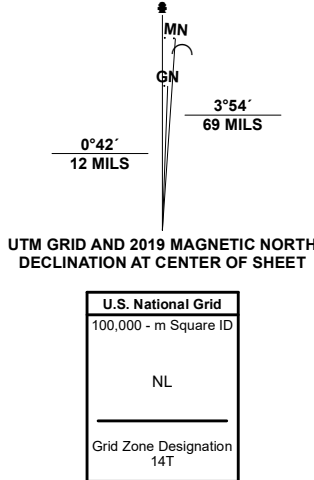 MN
GN
3°54´
69 MILS
0°42´
12 MILS
UTM GRID AND 2019 MAGNETIC NORTH
DECLINATION AT CENTER OF SHEET
U.S. National Grid
100,000 - m Square ID
NL
Grid Zone Designation
14T